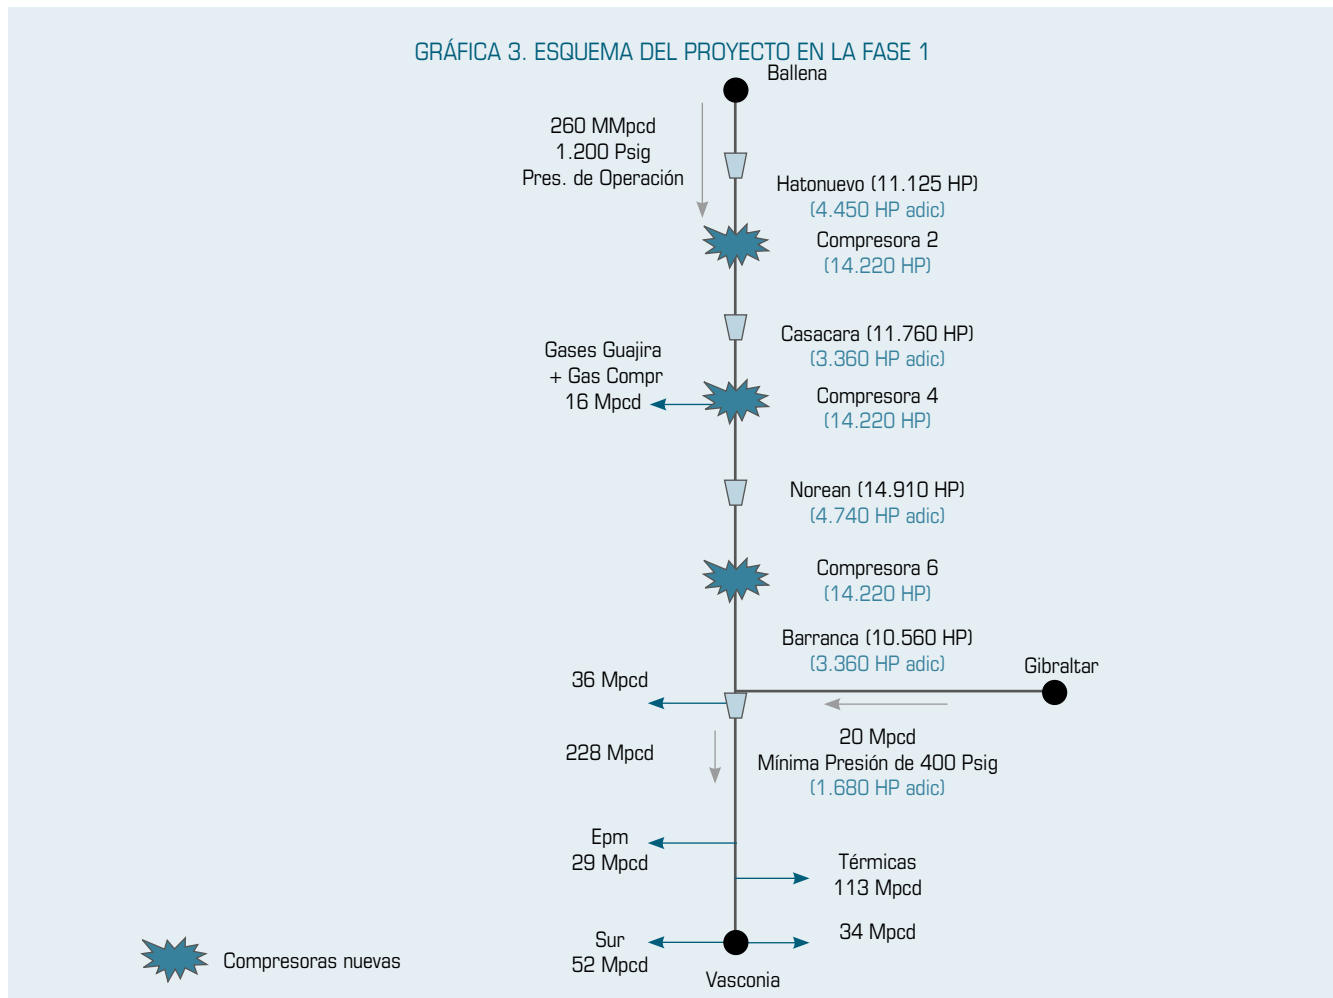 GRÁFICA 3. ESQUEMA DEL PROYECTO EN LA FASE 1
Ballena
260 MMpcd
1.200 Psig
Pres. de Operación
Hatonuevo (11.125 HP)
(4.450 HP adic)
Compresora 2
(14.220 HP)
Casacara (11.760 HP)
(3.360 HP adic)
Gases Guajira
+ Gas Compr
16 Mpcd
Compresora 4
(14.220 HP)
Norean (14.910 HP)
(4.740 HP adic)
Compresora 6
(14.220 HP)
Barranca (10.560 HP)
(3.360 HP adic)
Gibraltar
36 Mpcd
228 Mpcd
20 Mpcd
Mínima Presión de 400 Psig
(1.680 HP adic)
Epm
29 Mpcd
Térmicas
113 Mpcd
Sur
52 Mpcd
34 Mpcd
Vasconia
Compresoras nuevas